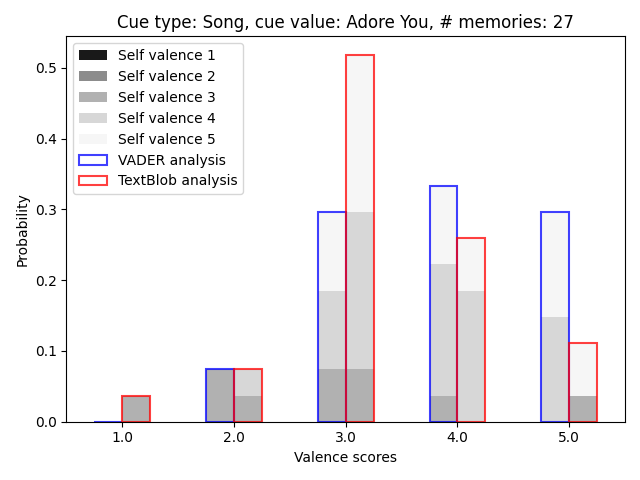 Cue type: Song, cue value: Adore You, # memories: 27
Self valence 1
Self valence 2
Self valence 3
Self valence 4
Self valence 5
VADER analysis
TextBlob analysis
Probability
0.5
0.4
0.3
0.2
0.1
0.0
1.0 2.0 3.0 4.0 5.0
Valence scores